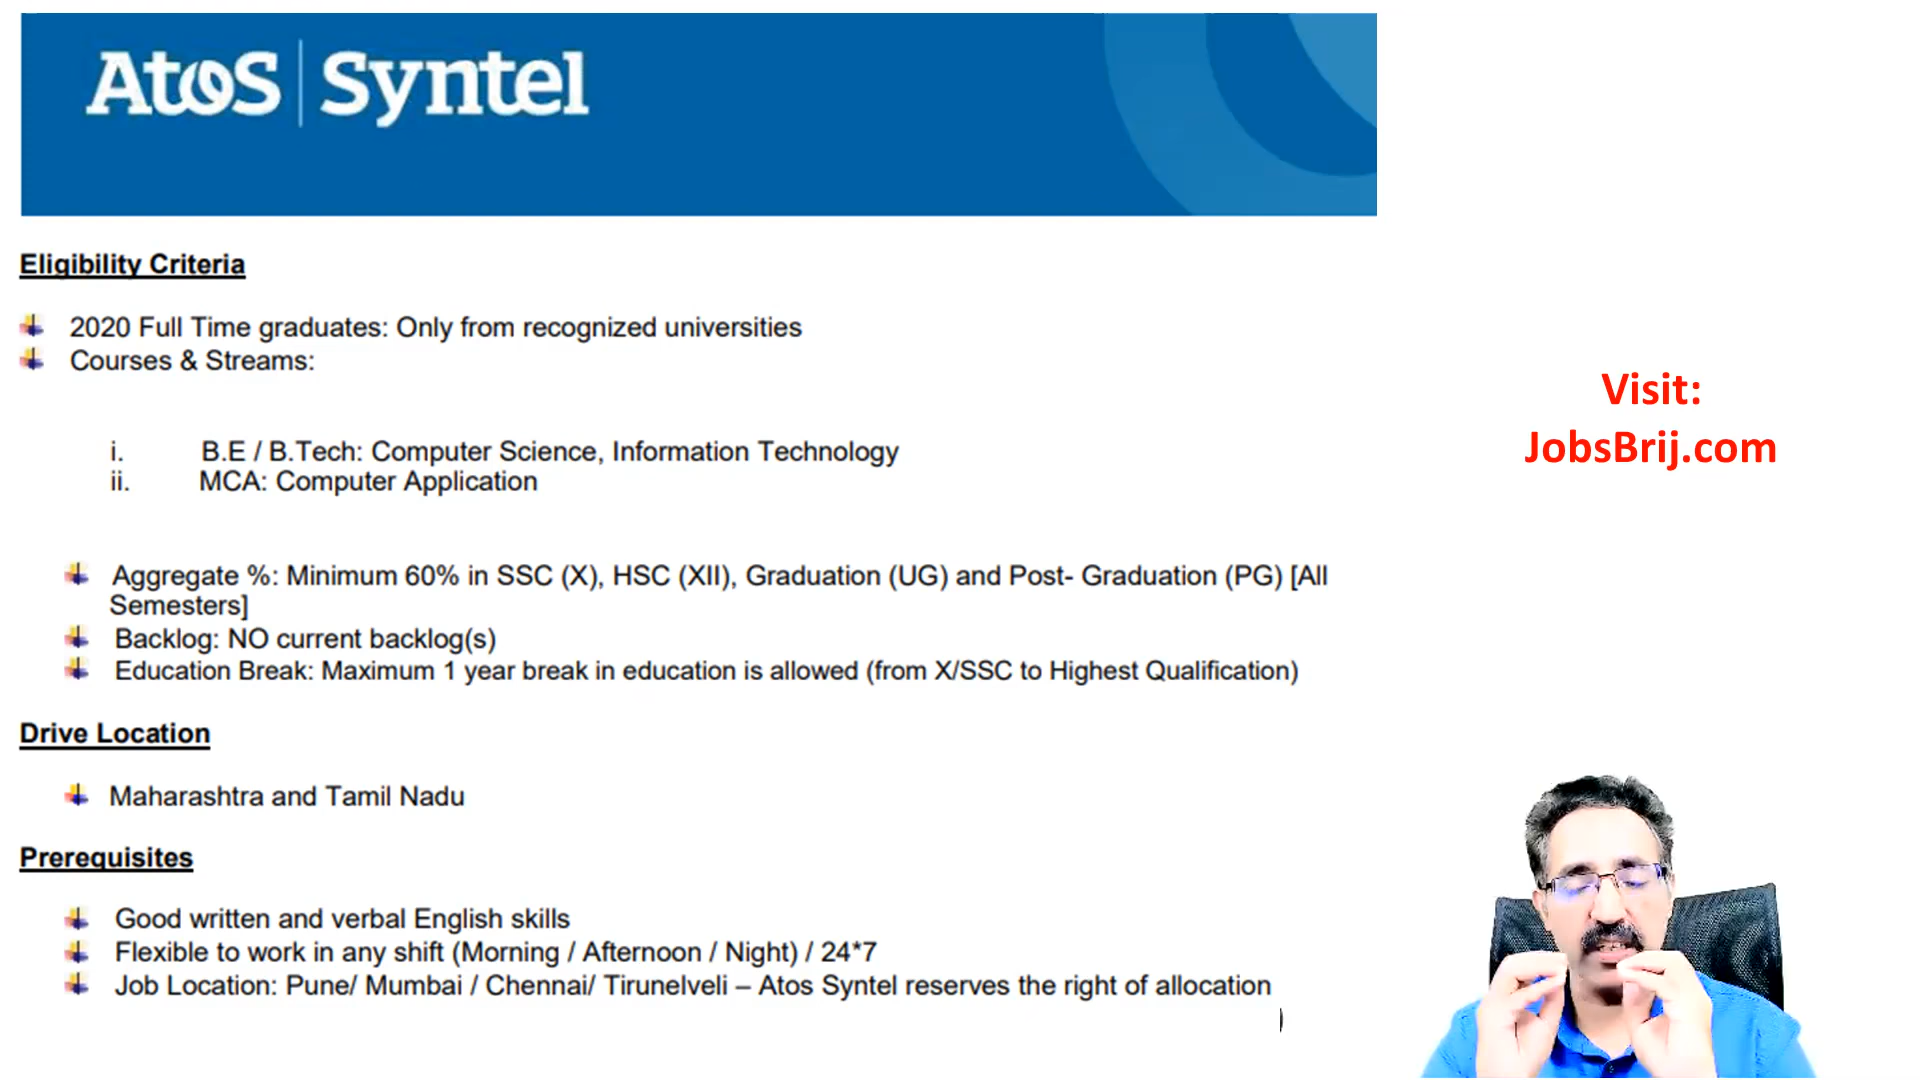 Atos | Syntel
Eligibility Criteria
2020 Full Time graduates: Only from recognized universities
Courses & Streams:
i. B.E / B.Tech: Computer Science, Information Technology
ii. MCA: Computer Application
Visit:
JobsBrij.com
Aggregate %: Minimum 60% in SSC (X), HSC (XII), Graduation (UG) and Post- Graduation (PG) [All
Semesters]
Backlog: NO current backlog(s)
Education Break: Maximum 1 year break in education is allowed (from X/SSC to Highest Qualification)
Drive Location
Maharashtra and Tamil Nadu
Prerequisites
Good written and verbal English skills
Flexible to work in any shift (Morning / Afternoon / Night) / 24*7
Job Location: Pune/ Mumbai / Chennai/ Tirunelveli – Atos Syntel reserves the right of allocation